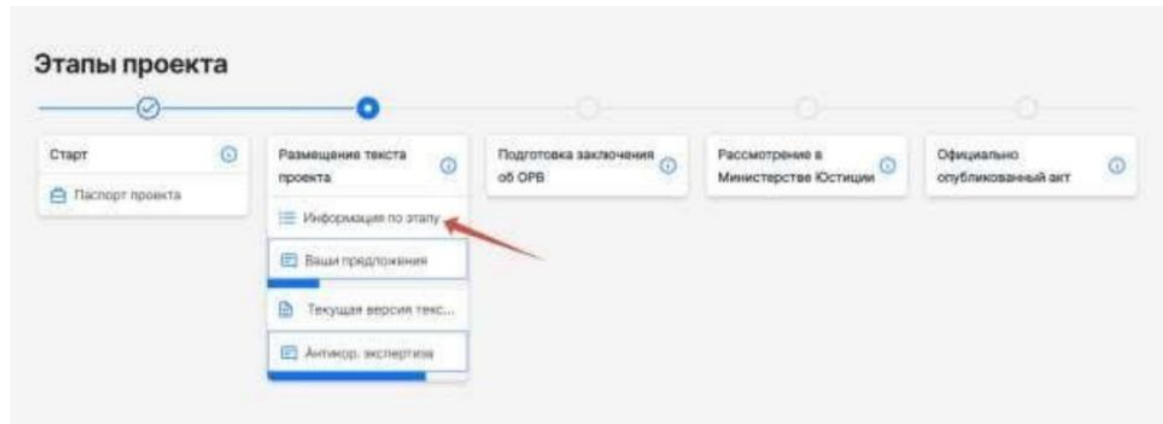 Этапы проекта
Старт
Паспорт проекта
Размещение текста
проекта
Информация по этапу
Ваши предложения
Текущая версия текс...
Антикор. экспертиза
Подготовка заключения
об ОРВ
Рассмотрение в
Министерстве Юстиции
Официально
опубликованный акт